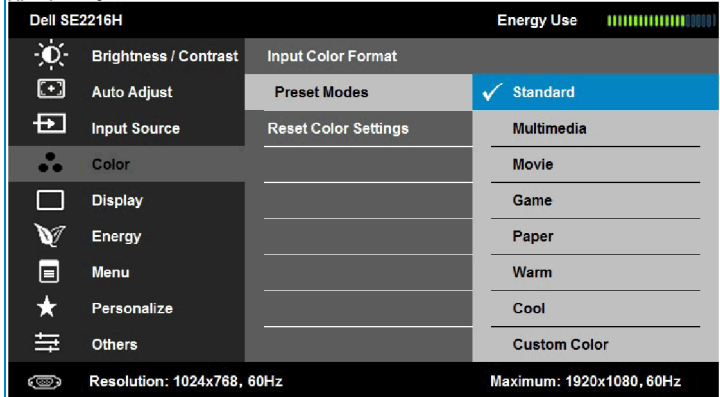 Dell SE2216H Energy Use
Brightness / Contrast Input Color Format
Auto Adjust Preset Modes Standard
Input Source Reset Color Settings Multimedia
Color Movie
Display Game
Energy Paper
Menu Warm
Personalize Cool
Others Custom Color
Resolution: 1024x768, 60Hz Maximum: 1920x1080, 60Hz